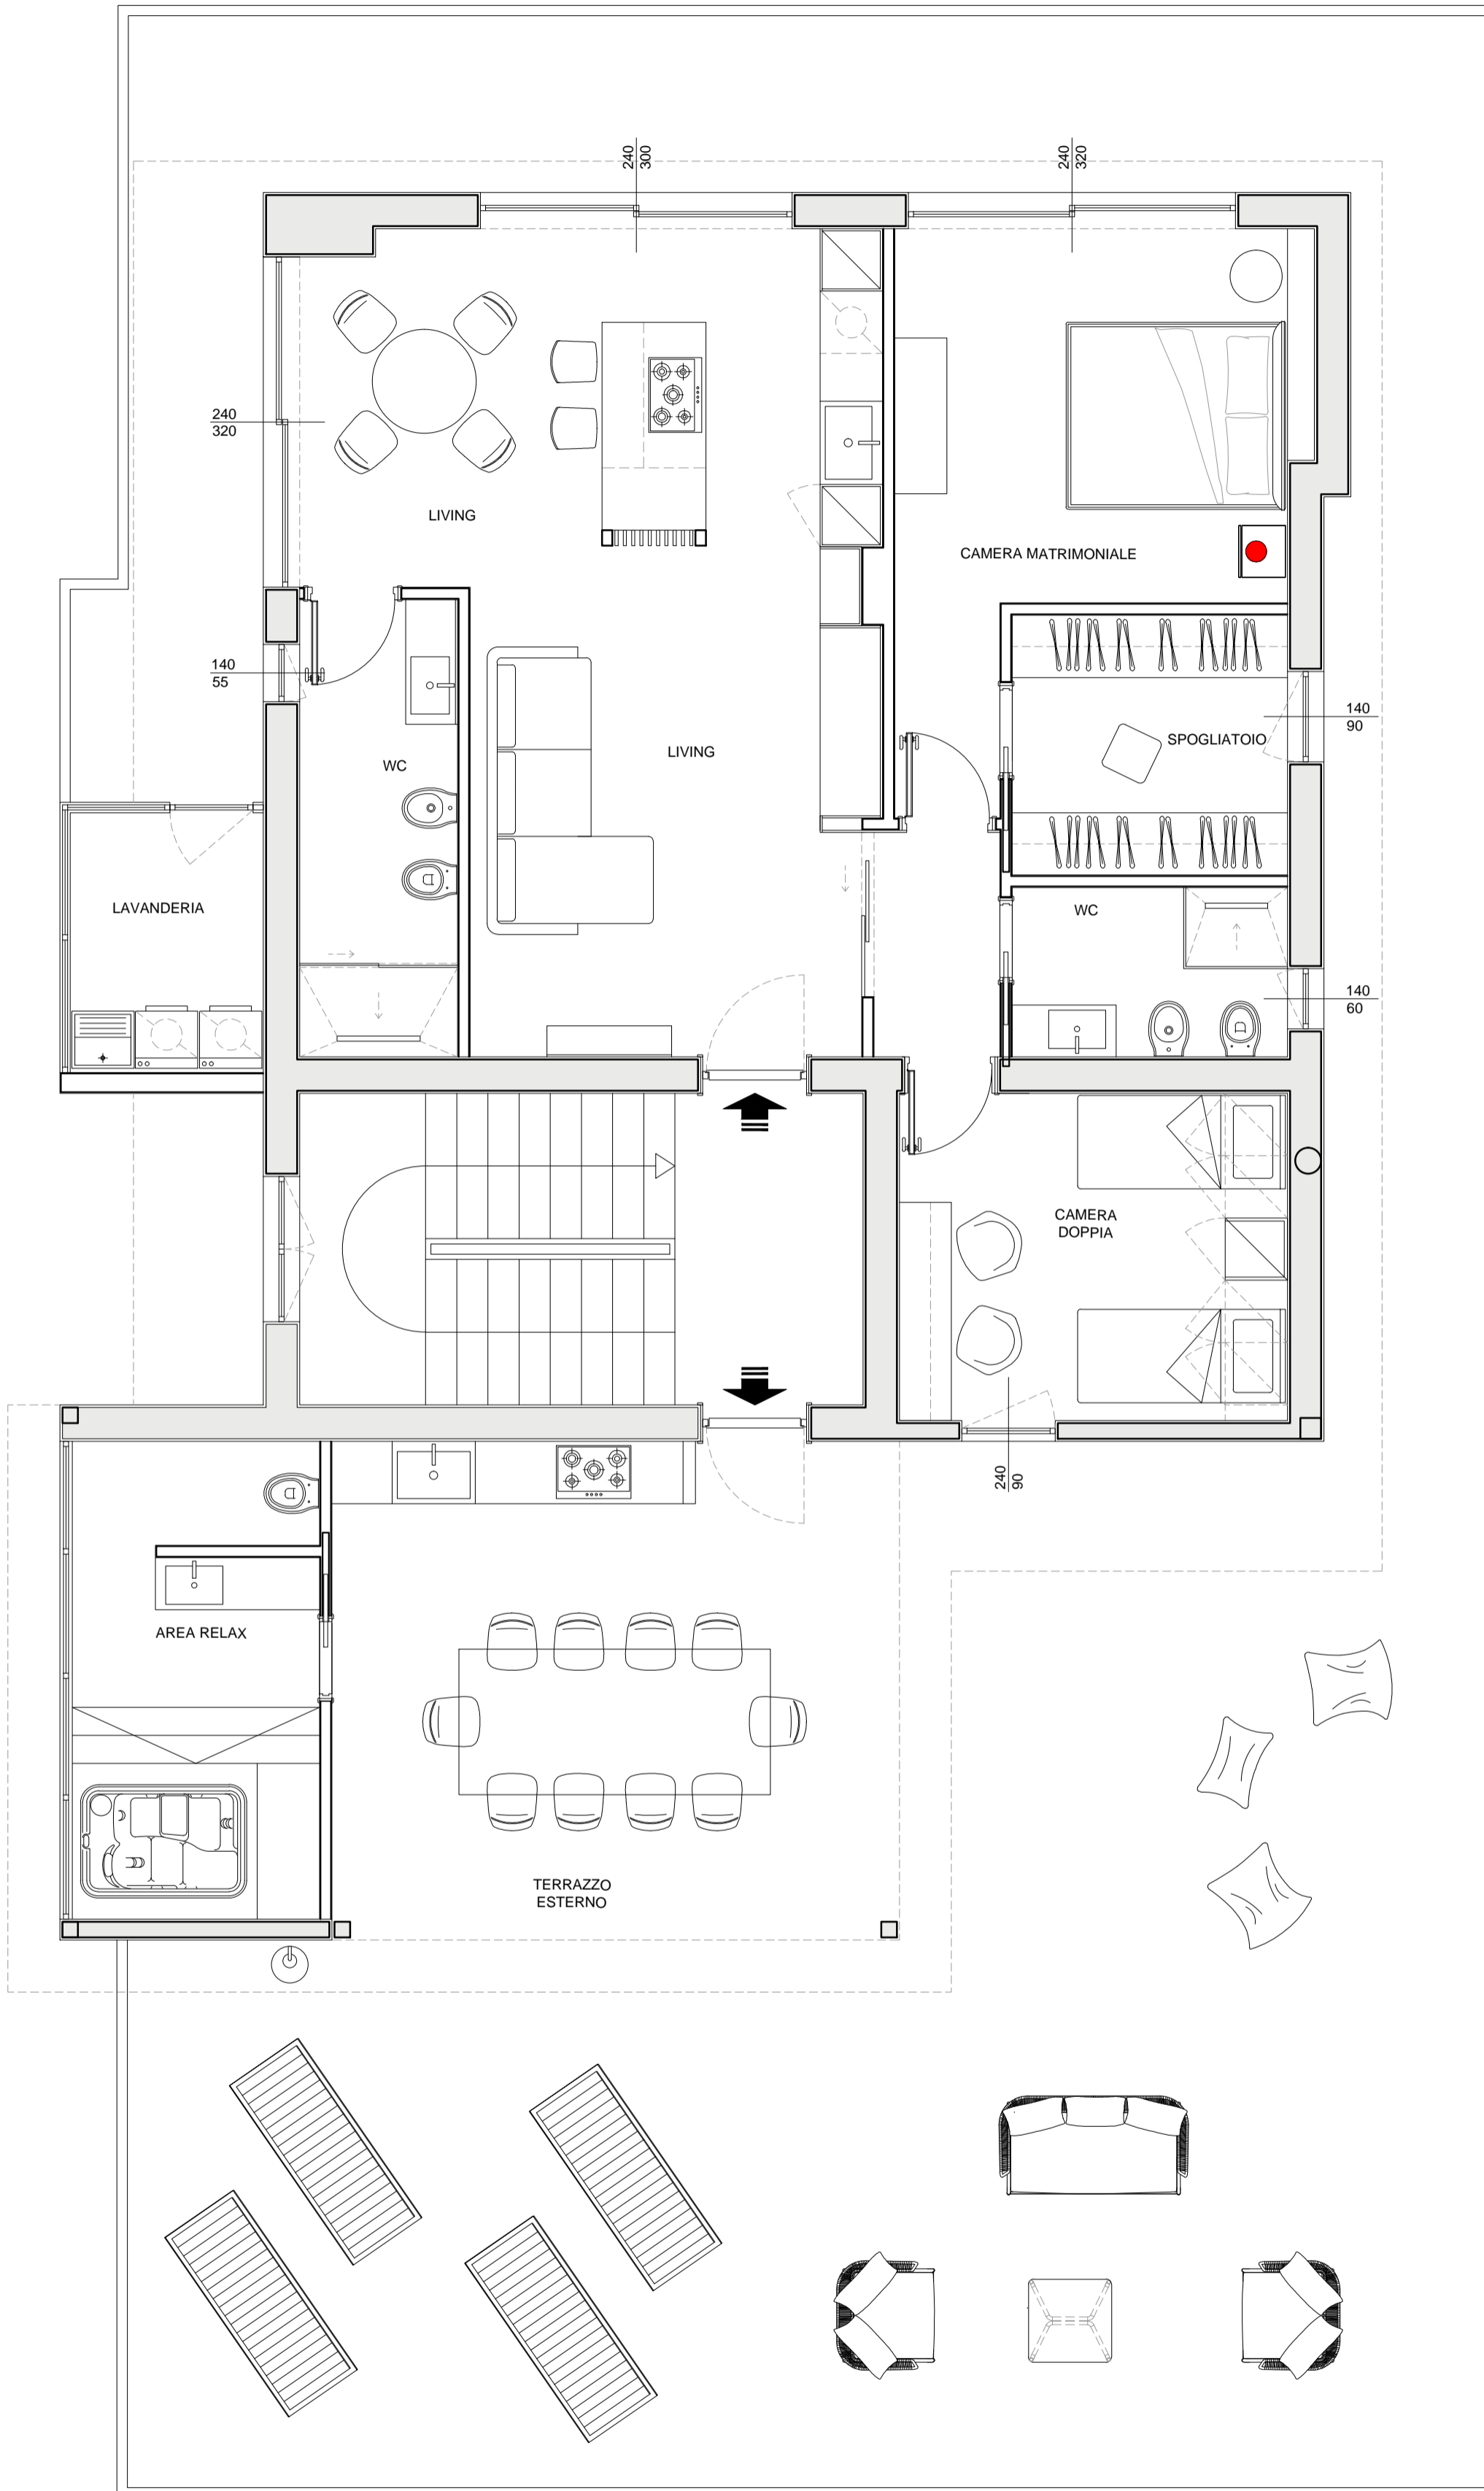 240
300
240
320
240
320
LIVING
CAMERA MATRIMONIALE
140
55
140
90
SPOGLIATOIO
LIVING
WC
LAVANDERIA
WC
140
60
CAMERA
DOPPIA
240
90
AREA RELAX
TERRAZZO
ESTERNO